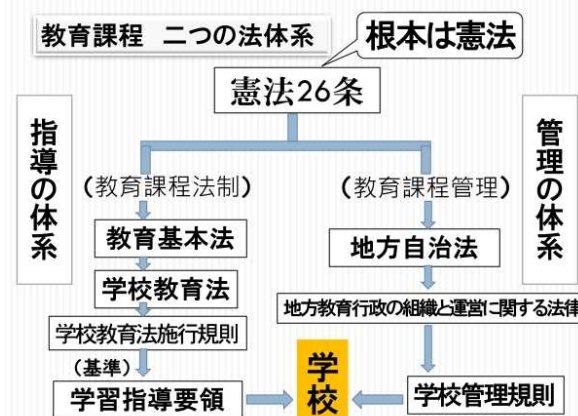 教育課程 二つの法体系
根本は憲法
憲法26条
指導の体系
管理の体系
(教育課程法制)
(教育課程管理)
教育基本法
地方自治法
学校教育法
地方教育行政の組織と運営に関する法律
学校教育法施行規則
(基準)
学習指導要領
学校
学校管理規則